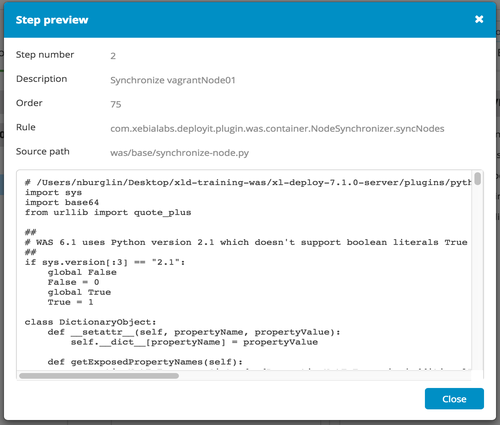 Step preview
Step number 2
Description Synchronize vagrantNode01
Order 75
Rule com.xebialabs.deployit.plugin.was.container.NodeSynchronizer.syncNodes
Source path was/base/synchronize-node.py
# /Users/nburglin/Desktop/xld-training-was/xl-deploy-7.1.0-server/plugins/pyth
import sys
import base64
from urllib import quote_plus
##
# WAS 6.1 uses Python version 2.1 which doesn't support boolean literals True
##
if sys.version[:3] == "2.1":
global False
False = 0
global True
True = 1
class DictionaryObject:
def __setattr__(self, propertyName, propertyValue):
self.__dict__[propertyName] = propertyValue
def getExposedPropertyNames(self):
Close